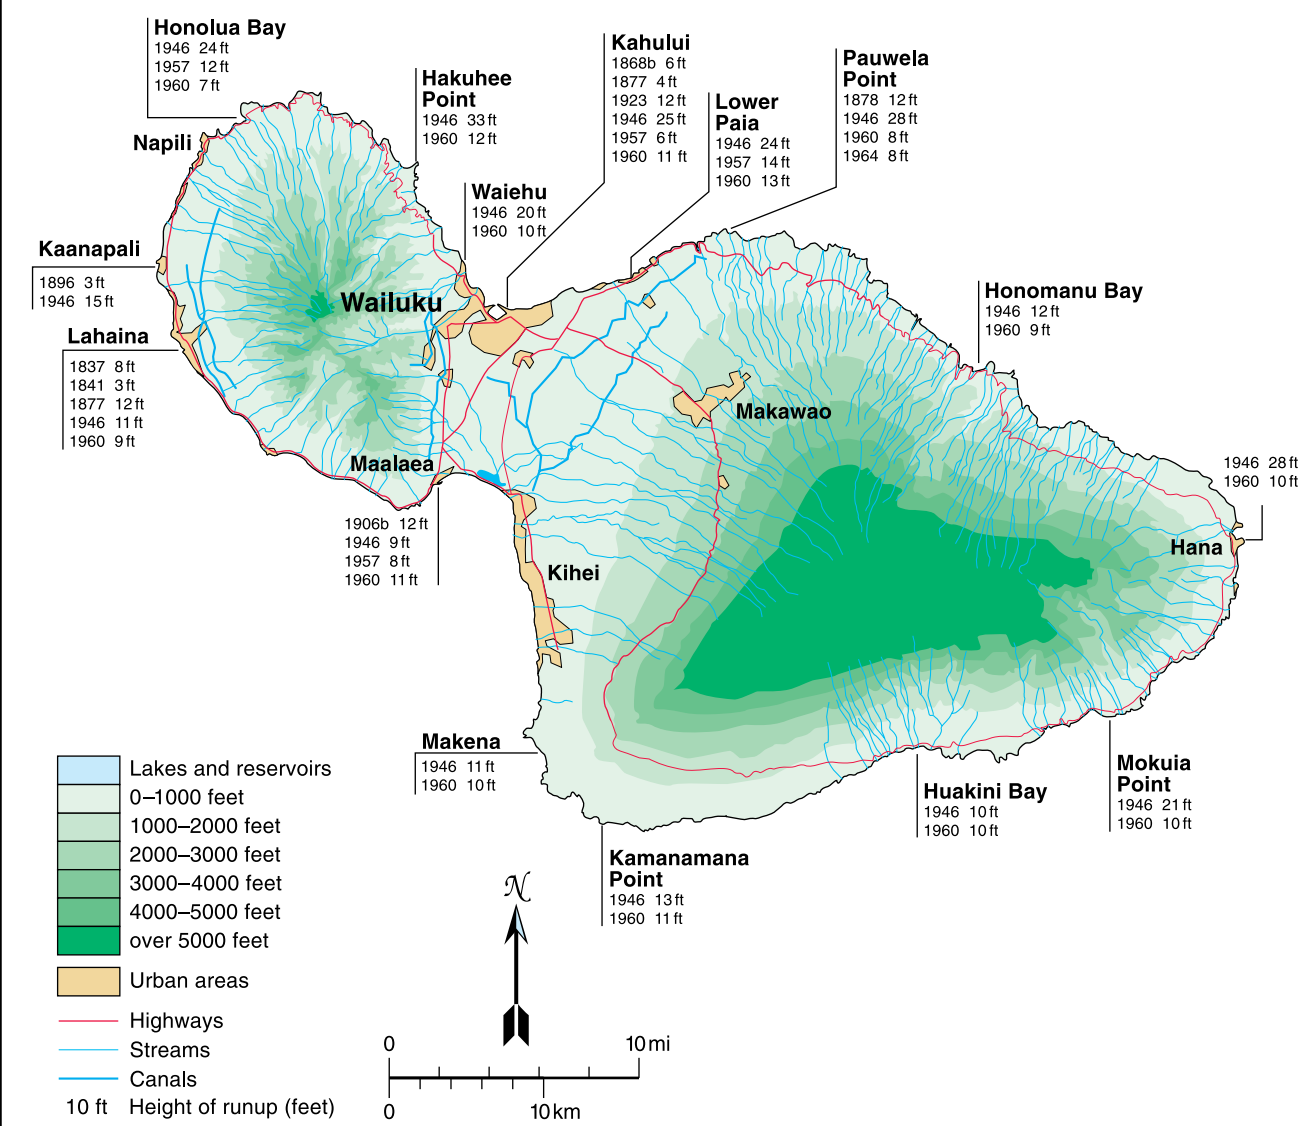 Honolua Bay
1946 24 ft
1957 12 ft
1960 7 ft
Hakuhee
Point
1946 33 ft
1960 12 ft
Kahului
1868b 6 ft
1877 4 ft
1923 12 ft
1946 25 ft
1957 6 ft
1960 11 ft
Lower
Paia
1946 24 ft
1957 14 ft
1960 13 ft
Pauwela
Point
1878 12 ft
1946 28 ft
1960 8 ft
1964 8 ft
Napili
Waiehu
1946 20 ft
1960 10 ft
Kaanapali
1896 3 ft
1946 15 ft
Wailuku
Honomanu Bay
1946 12 ft
1960 9 ft
Lahaina
1837 8 ft
1841 3 ft
1877 12 ft
1946 11 ft
1960 9 ft
Makawao
Maalaea
1906b 12 ft
1946 9 ft
1957 8 ft
1960 11 ft
1946 28 ft
1960 10 ft
Hana
Kihei
Makena
1946 11 ft
1960 10 ft
Huakini Bay
1946 10 ft
1960 10 ft
Mokuia
Point
1946 21 ft
1960 10 ft
Kamanamana
Point
1946 13 ft
1960 11 ft
Lakes and reservoirs
0–1000 feet
1000–2000 feet
2000–3000 feet
3000–4000 feet
4000–5000 feet
over 5000 feet
Urban areas
Highways
Streams
Canals
10 ft Height of runup (feet)
N
0 10 mi
0 10 km